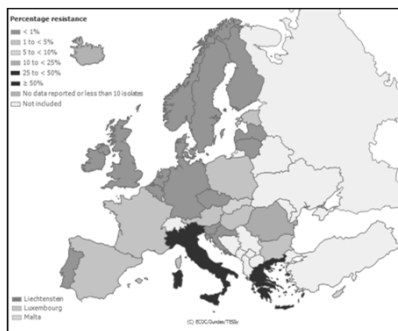 Percentage resistance
< 1%
1 to < 5%
5 to < 10%
10 to < 25%
25 to < 50%
≥ 50%
No data reported or less than 10 isolates
Not included
Liechtenstein
Luxembourg
Malta
(C) ECDC/Dundas/TESSy